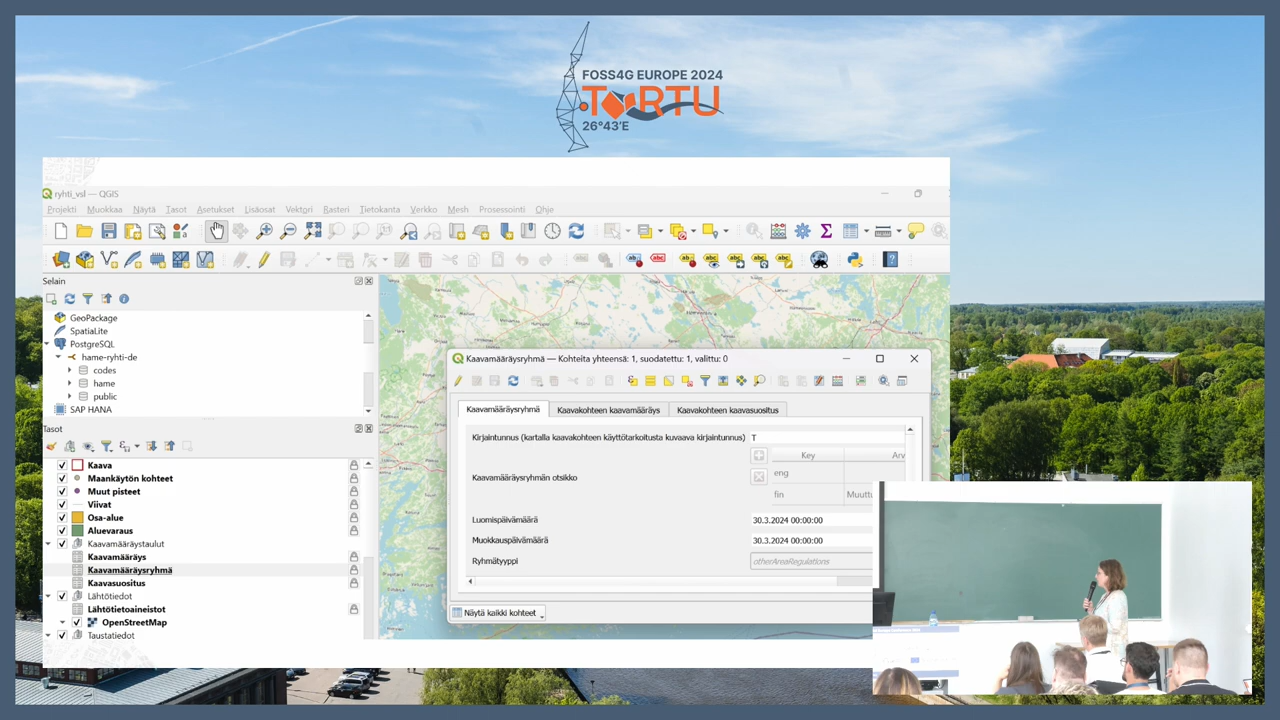 FOSS4G EUROPE 2024
TARTU
26°43'E
ryhti_vsl — QGIS
Projekti Muokkaa Näytä Tasot Asetukset Lisäosat Vektori Rasteri Tietokanta Verkko Mesh Prosessointi Ohje
Selain
GeoPackage
SpatiaLite
PostgreSQL
hame-ryhti-de
codes
hame
public
SAP HANA
Tasot
Kaava
Maankäytön kohteet
Muut pisteet
Viivat
Osa-alue
Aluevaraus
Kaavamääräystaulut
Kaavamääräys
Kaavamääräysryhmä
Kaavasuositus
Lähtötiedot
Lähtötietoaineistot
OpenStreetMap
Taustatiedot
Kaavamääräysryhmä — Kohteita yhteensä: 1, suodatettu: 1, valittu: 0
Kaavamääräysryhmä Kaavakohteen kaavamääräys Kaavakohteen kaavasuositus
Kirjaintunnus (kartalla kaavakohteen käyttötarkoitusta kuvaava kirjaintunnus) T
Key Arv
eng
Kaavamääräysryhmän otsikko
fin Muuttu
Luomispäivämäärä 30.3.2024 00:00:00
Muokkauspäivämäärä 30.3.2024 00:00:00
Ryhmätyyppi otherAreaRegulations
Näytä kaikki kohteet